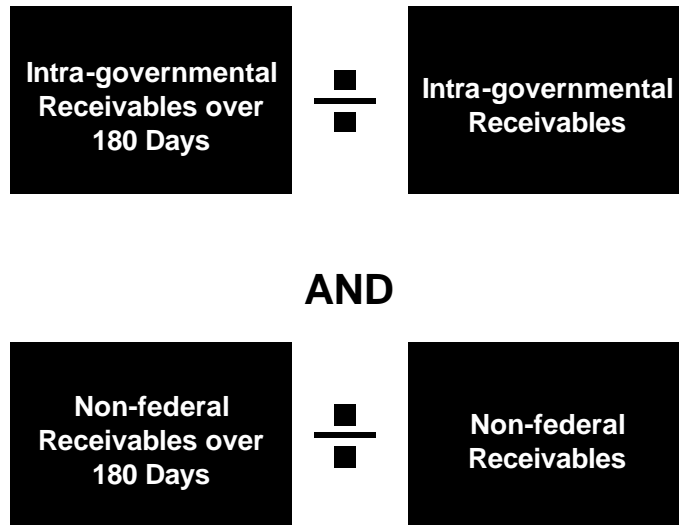 Intra-governmental
Receivables over
180 Days
Intra-governmental
Receivables
AND
Non-federal
Receivables over
180 Days
Non-federal
Receivables